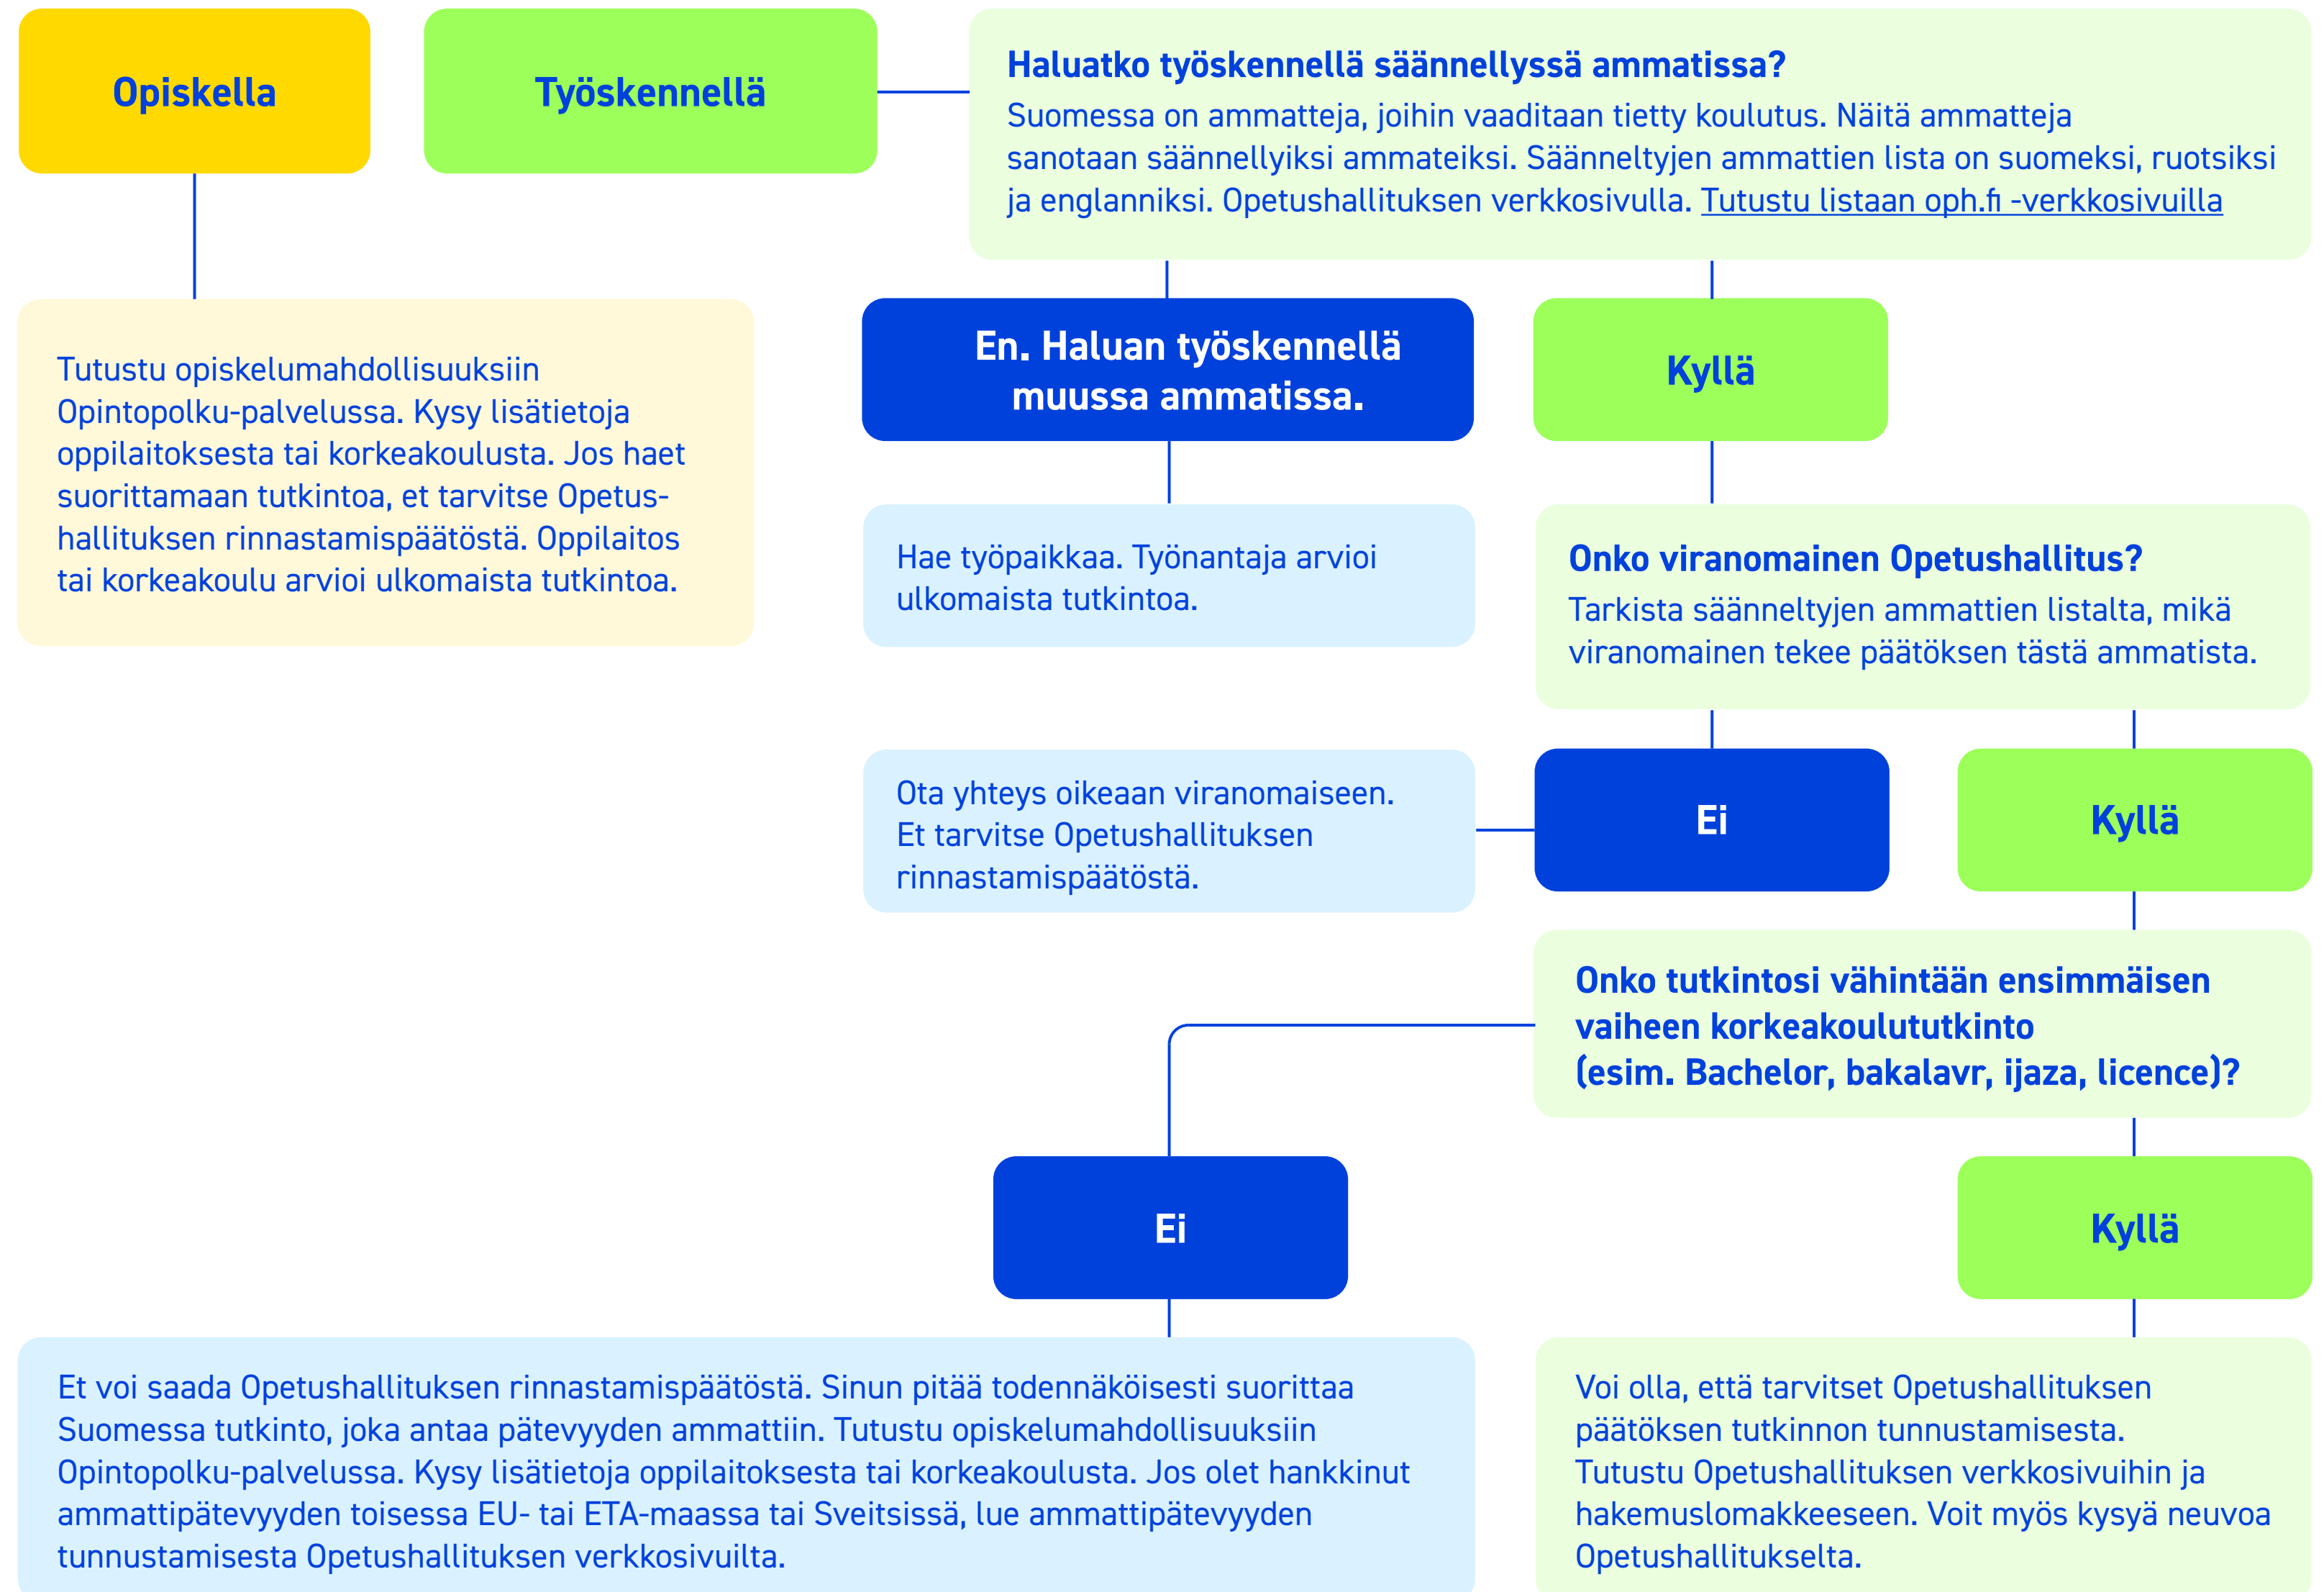 Opiskella
Työskennellä
Haluatko työskennellä säännellyssä ammatissa?
Suomessa on ammatteja, joihin vaaditaan tietty koulutus. Näitä ammatteja
sanotaan säännellyiksi ammateiksi. Säänneltyjen ammattien lista on suomeksi, ruotsiksi
ja englanniksi. Opetushallituksen verkkosivulla. Tutustu listaan oph.fi -verkkosivuilla
Tutustu opiskelumahdollisuuksiin
Opintopolku-palvelussa. Kysy lisätietoja
oppilaitoksesta tai korkeakoulusta. Jos haet
suorittamaan tutkintoa, et tarvitse Opetus-
hallituksen rinnastamispäätöstä. Oppilaitos
tai korkeakoulu arvioi ulkomaista tutkintoa.
En. Haluan työskennellä
muussa ammatissa.
Kyllä
Hae työpaikkaa. Työnantaja arvioi
ulkomaista tutkintoa.
Onko viranomainen Opetushallitus?
Tarkista säänneltyjen ammattien listalta, mikä
viranomainen tekee päätöksen tästä ammatista.
Ota yhteys oikeaan viranomaiseen.
Et tarvitse Opetushallituksen
rinnastamispäätöstä.
Ei
Kyllä
Onko tutkintosi vähintään ensimmäisen
vaiheen korkeakoulututkinto
(esim. Bachelor, bakalavr, ijaza, licence)?
Ei
Kyllä
Et voi saada Opetushallituksen rinnastamispäätöstä. Sinun pitää todennäköisesti suorittaa
Suomessa tutkinto, joka antaa pätevyyden ammattiin. Tutustu opiskelumahdollisuuksiin
Opintopolku-palvelussa. Kysy lisätietoja oppilaitoksesta tai korkeakoulusta. Jos olet hankkinut
ammattipätevyyden toisessa EU- tai ETA-maassa tai Sveitsissä, lue ammattipätevyyden
tunnustamisesta Opetushallituksen verkkosivuilta.
Voi olla, että tarvitset Opetushallituksen
päätöksen tutkinnon tunnustamisesta.
Tutustu Opetushallituksen verkkosivuihin ja
hakemuslomakkeeseen. Voit myös kysyä neuvoa
Opetushallitukselta.